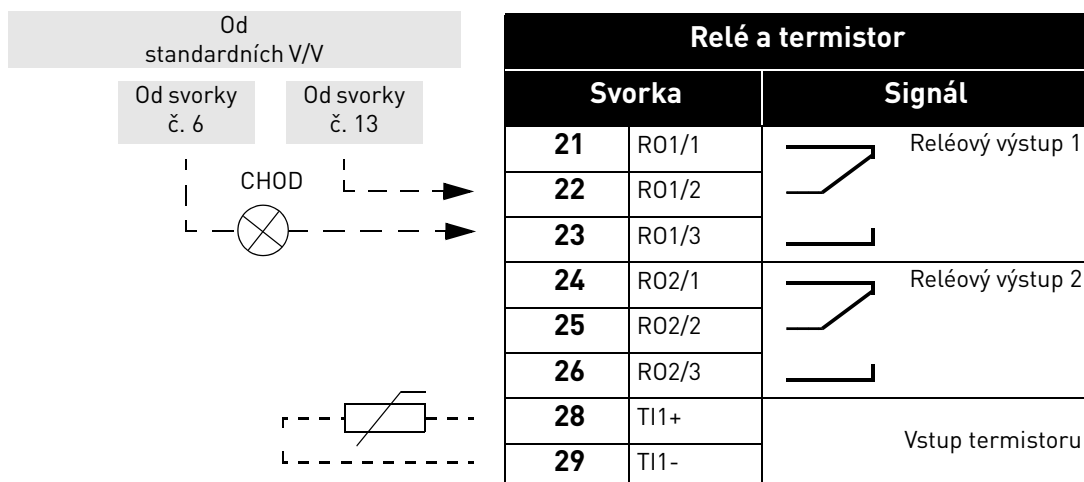 Od
standardních V/V
Od svorky
č. 6
Od svorky
č. 13
CHOD
Relé a termistor
Svorka Signál
21 RO1/1 Reléový výstup 1
22 RO1/2
23 RO1/3
24 RO2/1 Reléový výstup 2
25 RO2/2
26 RO2/3
28 TI1+
Vstup termistoru
29 TI1-